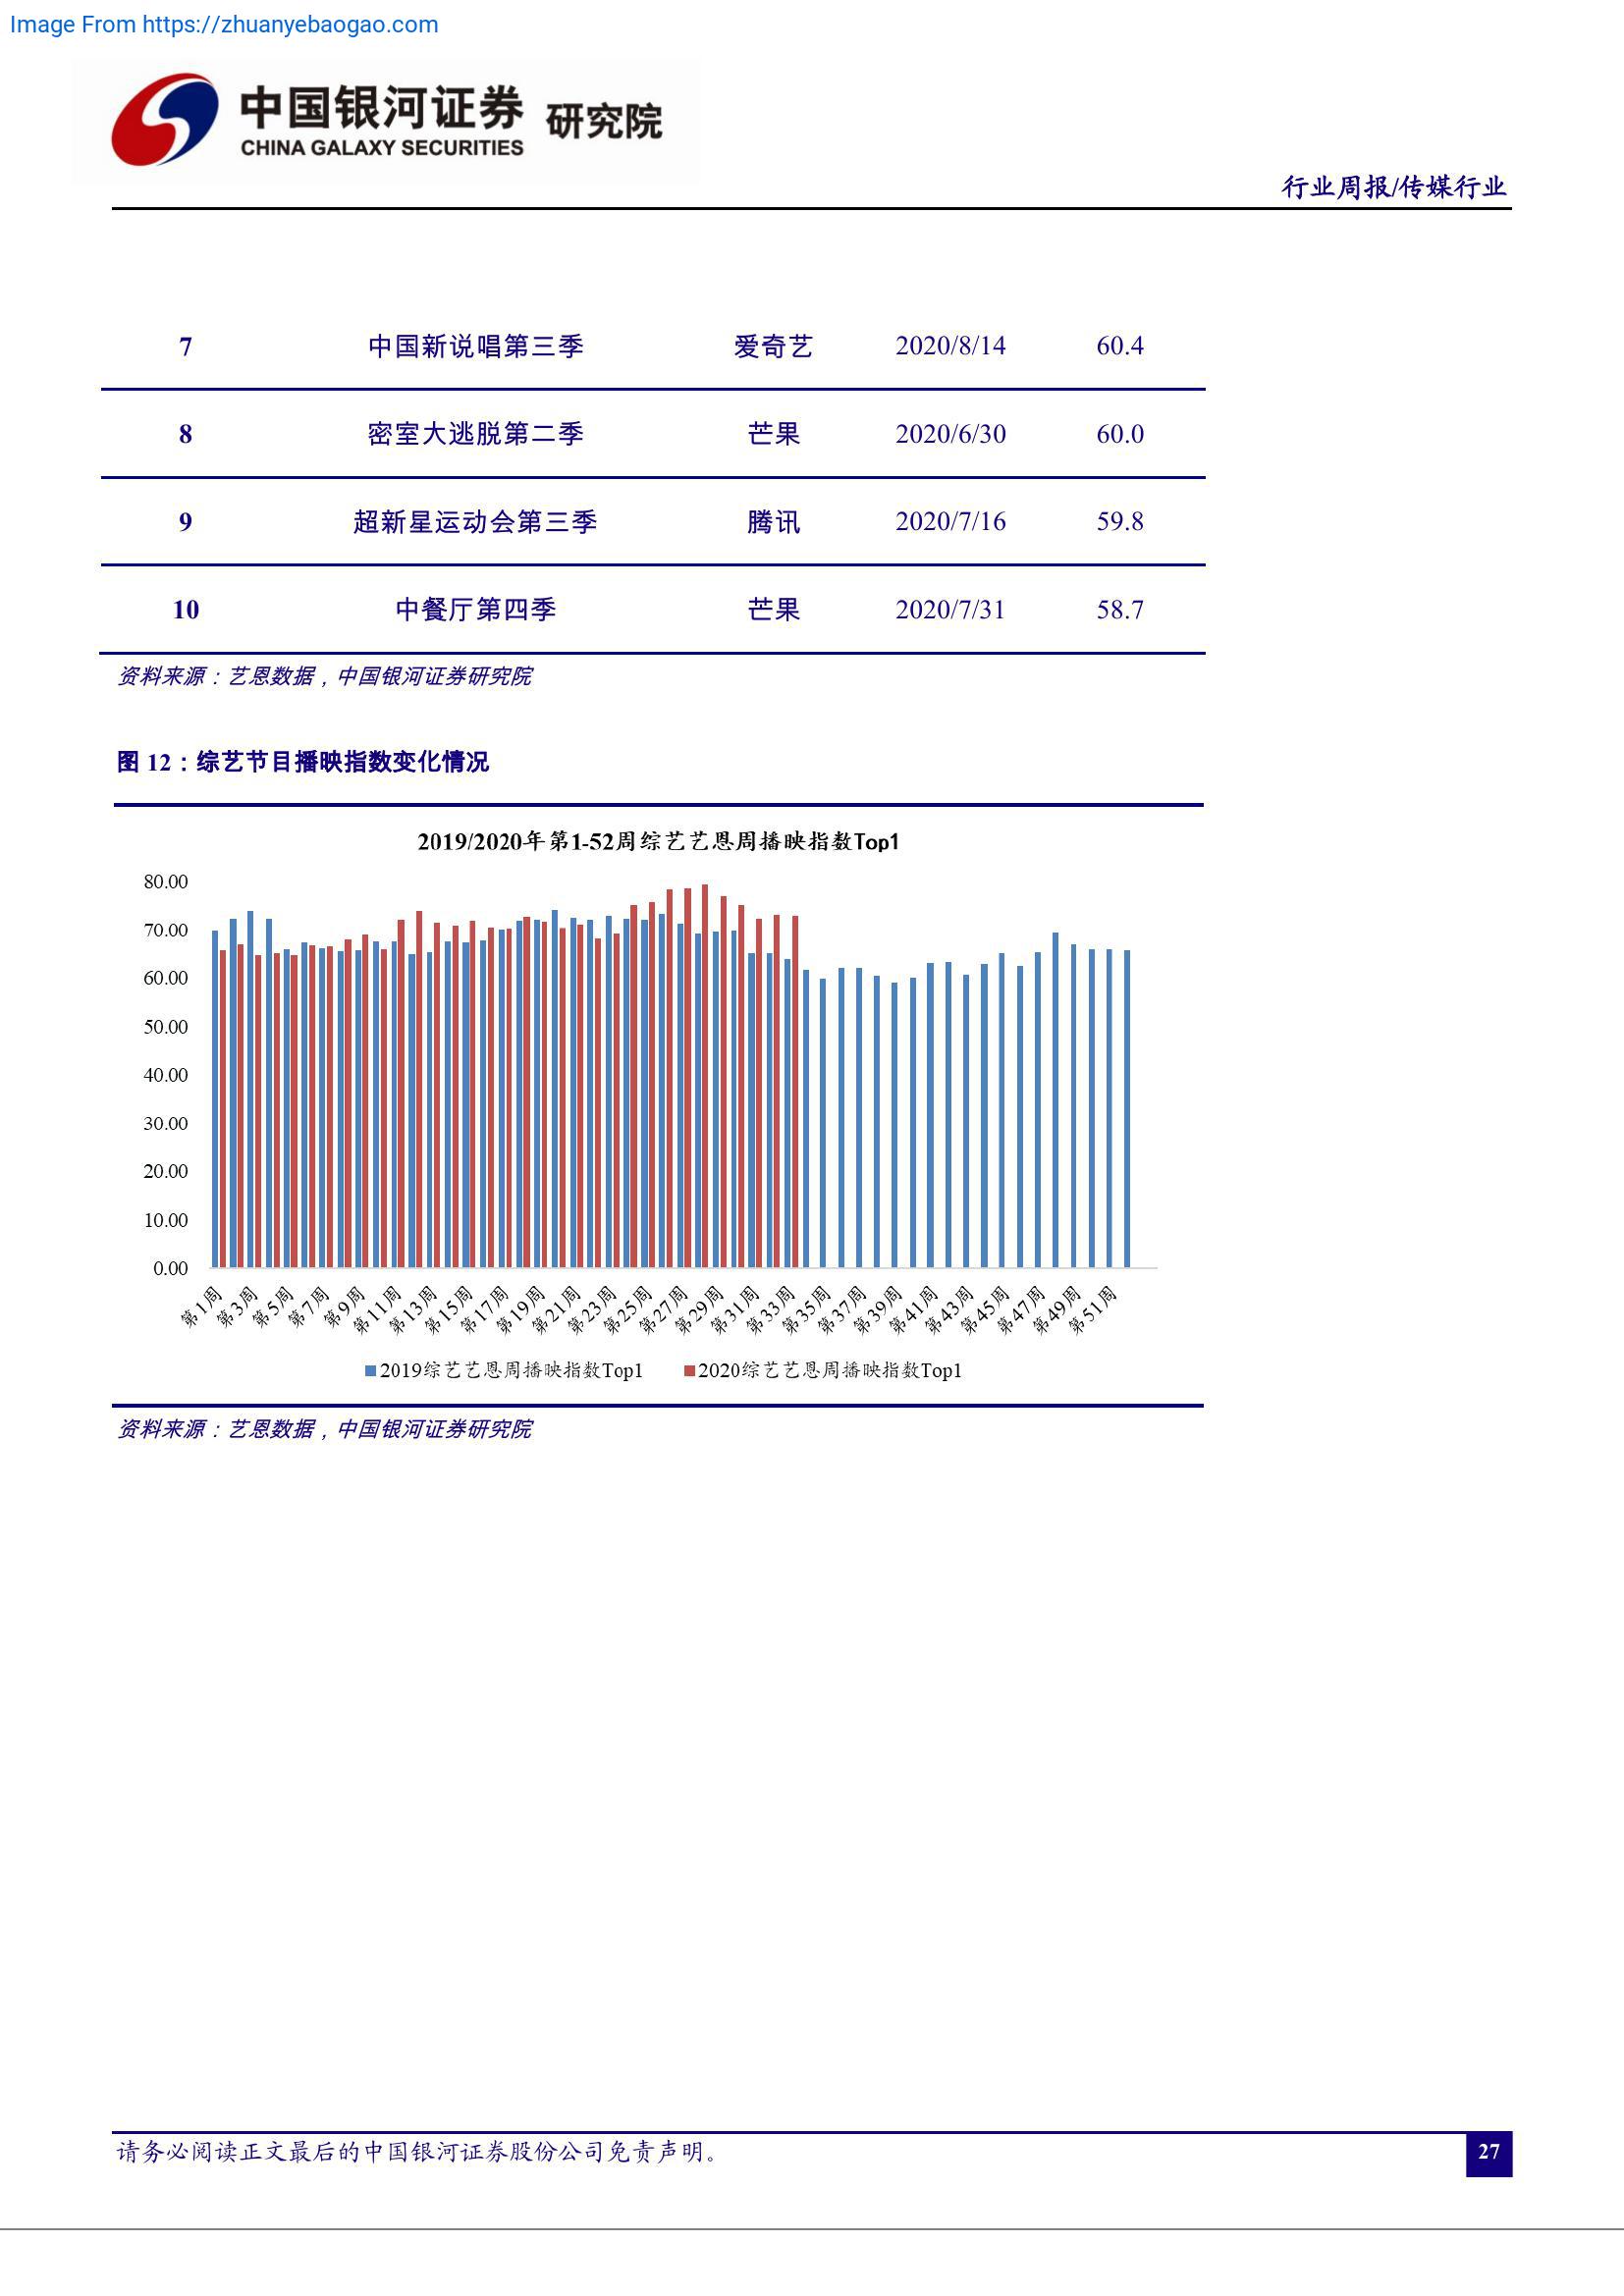 Image From https://zhuanyebaogao.com
中国银河证券 研究院
CHINA GALAXY SECURITIES
行业周报/传媒行业
7 中国新说唱第三季 爱奇艺 2020/8/14 60.4
8 密室大逃脱第二季 芒果 2020/6/30 60.0
9 超新星运动会第三季 腾讯 2020/7/16 59.8
10 中餐厅第四季 芒果 2020/7/31 58.7
资料来源：艺恩数据，中国银河证券研究院
图 12：综艺节目播映指数变化情况
2019/2020年第1-52周综艺艺恩周播映指数Top1
80.00
70.00
60.00
50.00
40.00
30.00
20.00
10.00
0.00
第1周 第3周 第5周 第7周 第9周 第11周 第13周 第15周 第17周 第19周 第21周 第23周 第25周 第27周 第29周 第31周 第33周 第35周 第37周 第39周 第41周 第43周 第45周 第47周 第49周 第51周
2019综艺艺恩周播映指数Top1 2020综艺艺恩周播映指数Top1
资料来源：艺恩数据，中国银河证券研究院
请务必阅读正文最后的中国银河证券股份公司免责声明。
27